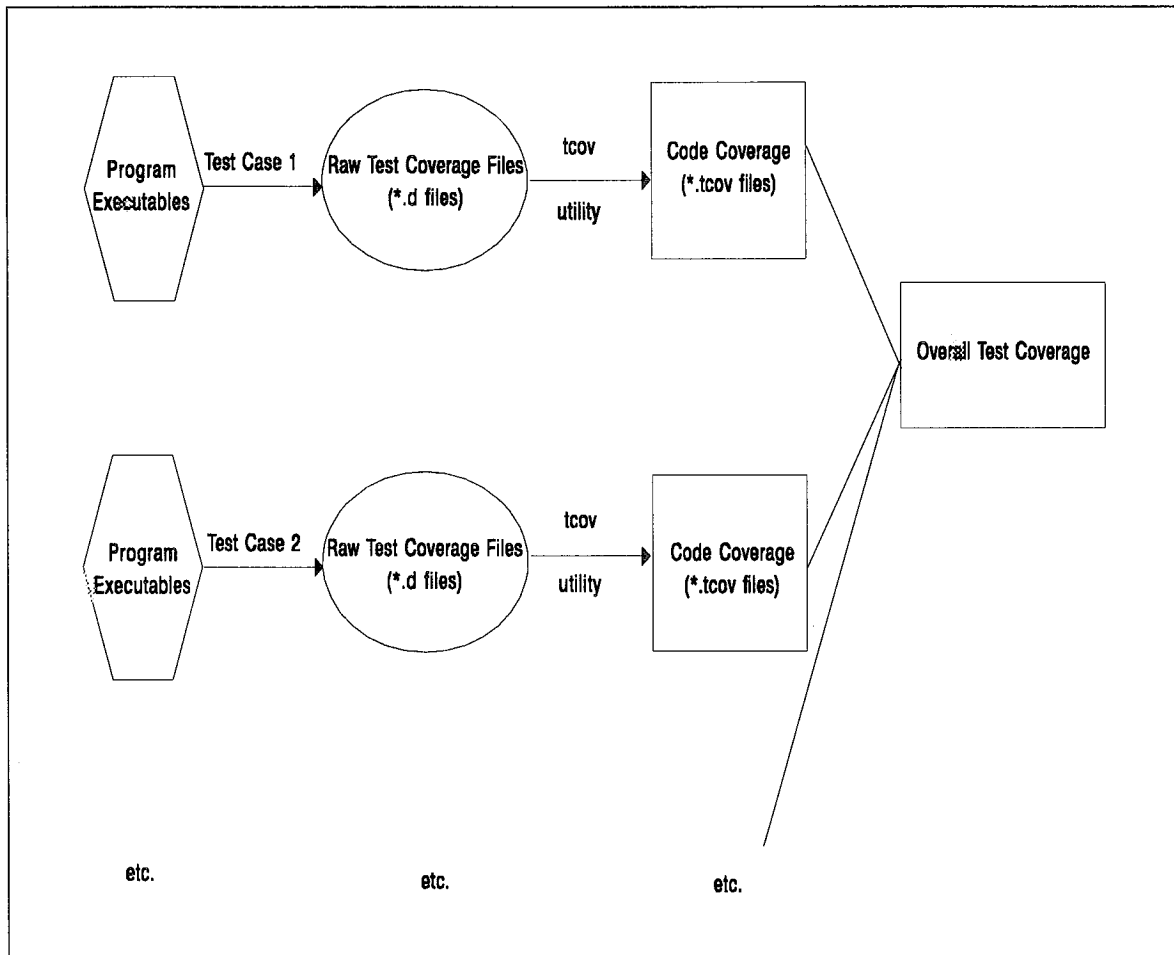 Program
Executables
Test Case 1
Raw Test Coverage Files
(*.d files)
tcov
utility
Code Coverage
(*.tcov files)
Overall Test Coverage
Program
Executables
Test Case 2
Raw Test Coverage Files
(*.d files)
tcov
utility
Code Coverage
(*.tcov files)
etc.
etc.
etc.